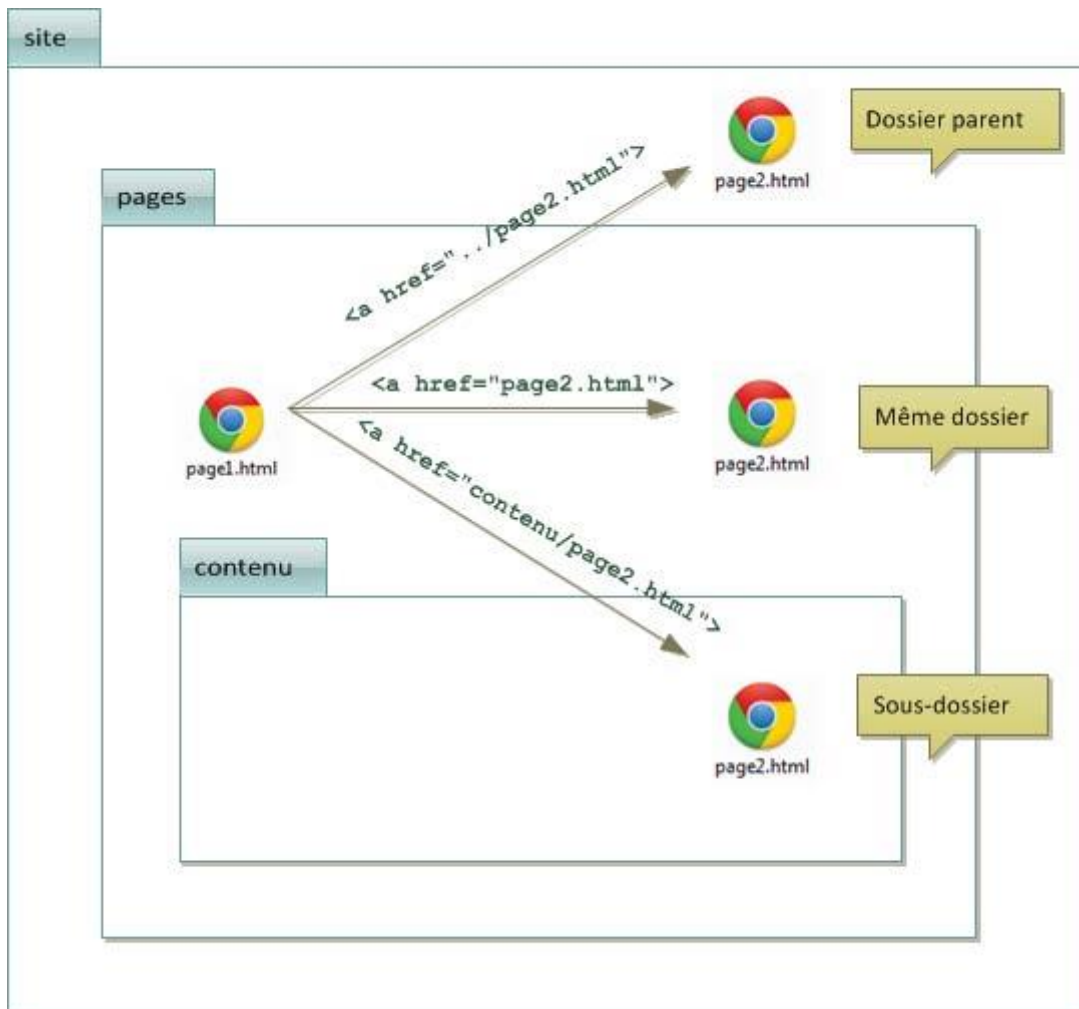 site
Dossier parent
page2.html
pages
<a href="../page2.html">
<a href="page2.html">
page1.html
page2.html
Même dossier
<a href="contenu/page2.html">
contenu
Sous-dossier
page2.html